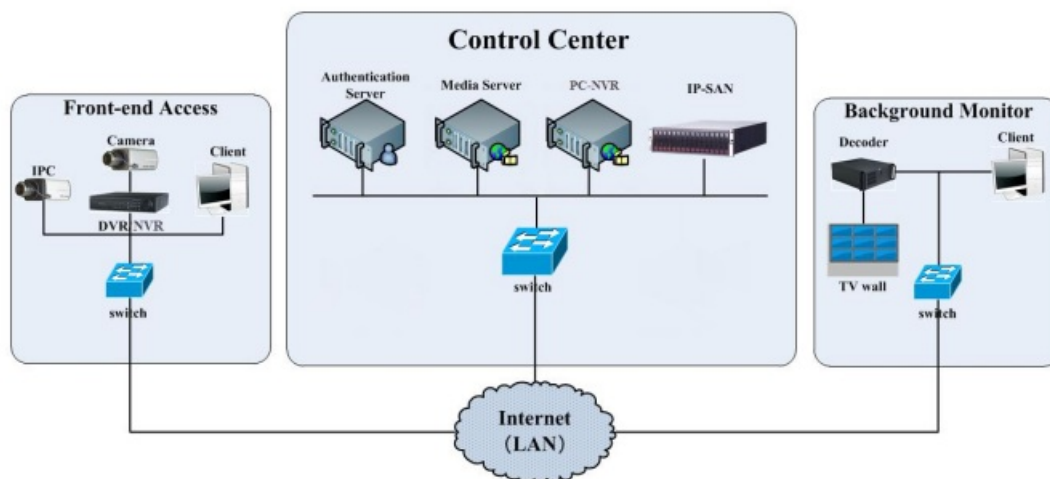 Control Center
Authentication
Server
Media Server
PC-NVR
IP-SAN
switch
Front-end Access
Camera
Client
IPC
DVR/NVR
switch
Background Monitor
Decoder
Client
TV wall
switch
Internet
(LAN)